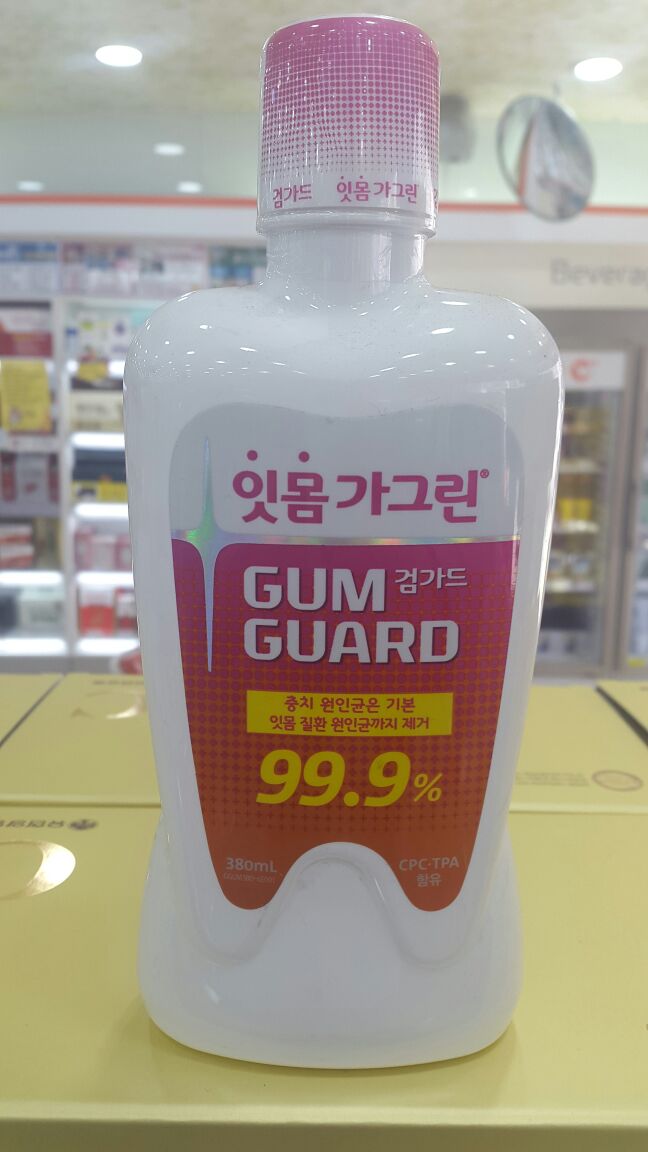 검가드 잇몸가그린
잇몸가그린®
GUM 검가드
GUARD
충치 원인균은 기본
잇몸 질환 원인균까지 제거
99.9%
380mL
CPC·TPA
함유